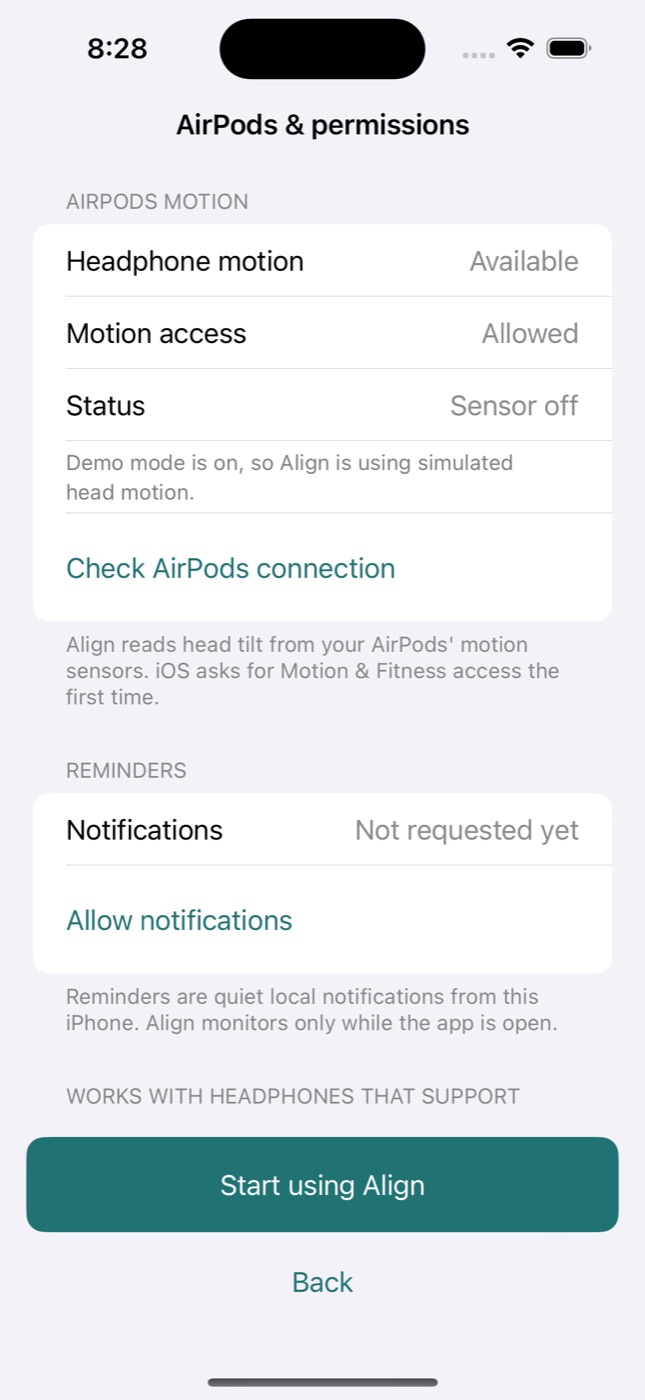 8:28
AirPods & permissions
AIRPODS MOTION
Headphone motion Available
Motion access Allowed
Status Sensor off
Demo mode is on, so Align is using simulated
head motion.
Check AirPods connection
Align reads head tilt from your AirPods' motion
sensors. iOS asks for Motion & Fitness access the
first time.
REMINDERS
Notifications Not requested yet
Allow notifications
Reminders are quiet local notifications from this
iPhone. Align monitors only while the app is open.
WORKS WITH HEADPHONES THAT SUPPORT
Start using Align
Back